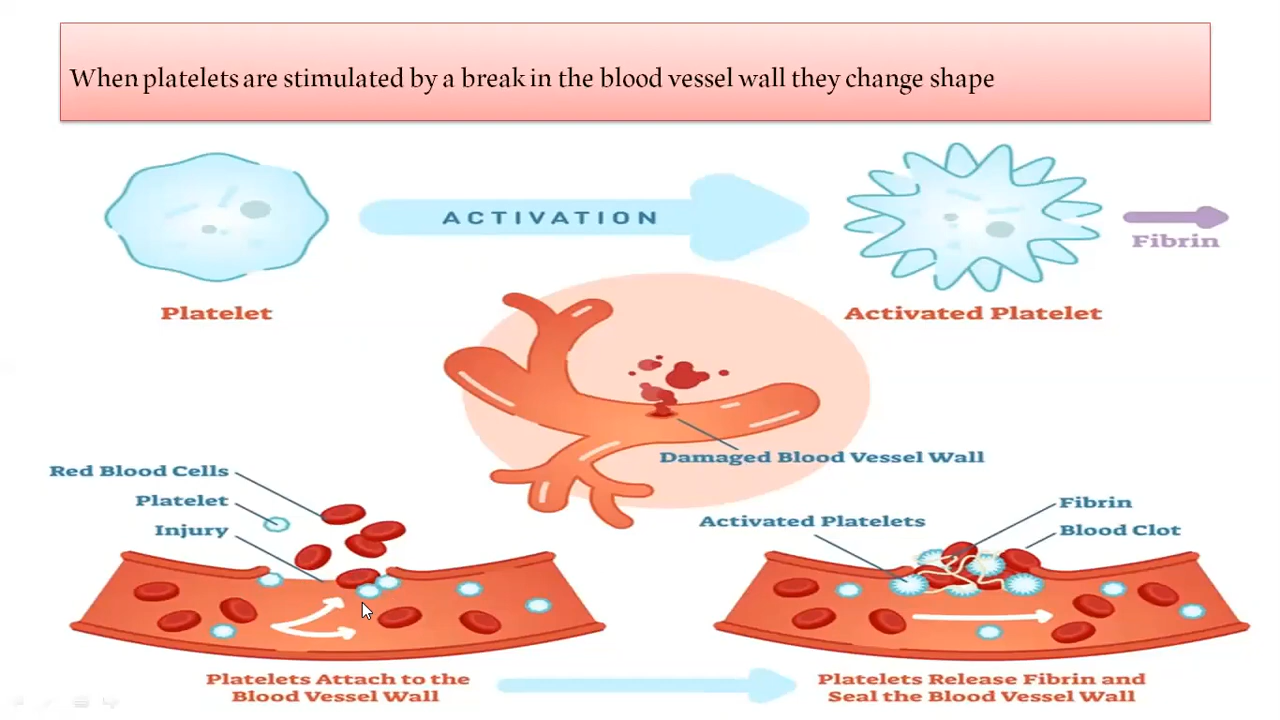 When platelets are stimulated by a break in the blood vessel wall they change shape
ACTIVATION
Fibrin
Platelet
Activated Platelet
Damaged Blood Vessel Wall
Red Blood Cells
Platelet
Injury
Activated Platelets
Fibrin
Blood Clot
Platelets Attach to the
Blood Vessel Wall
Platelets Release Fibrin and
Seal the Blood Vessel Wall